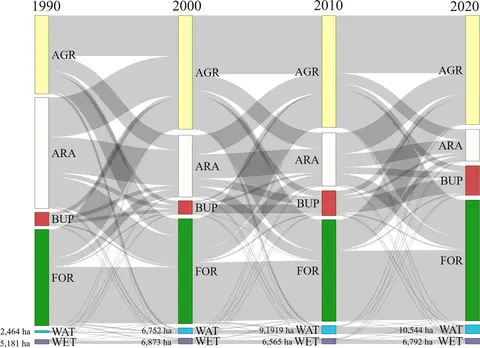 1990 2000 2010 2020
AGR AGR AGR AGR
ARA ARA ARA ARA
BUP BUP BUP BUP
FOR FOR FOR FOR
2,464 ha WAT 6,752 ha WAT 9,1919 ha WAT 10,544 ha WAT
5,181 ha WET 6,873 ha WET 6,565 ha WET 6,792 ha WET